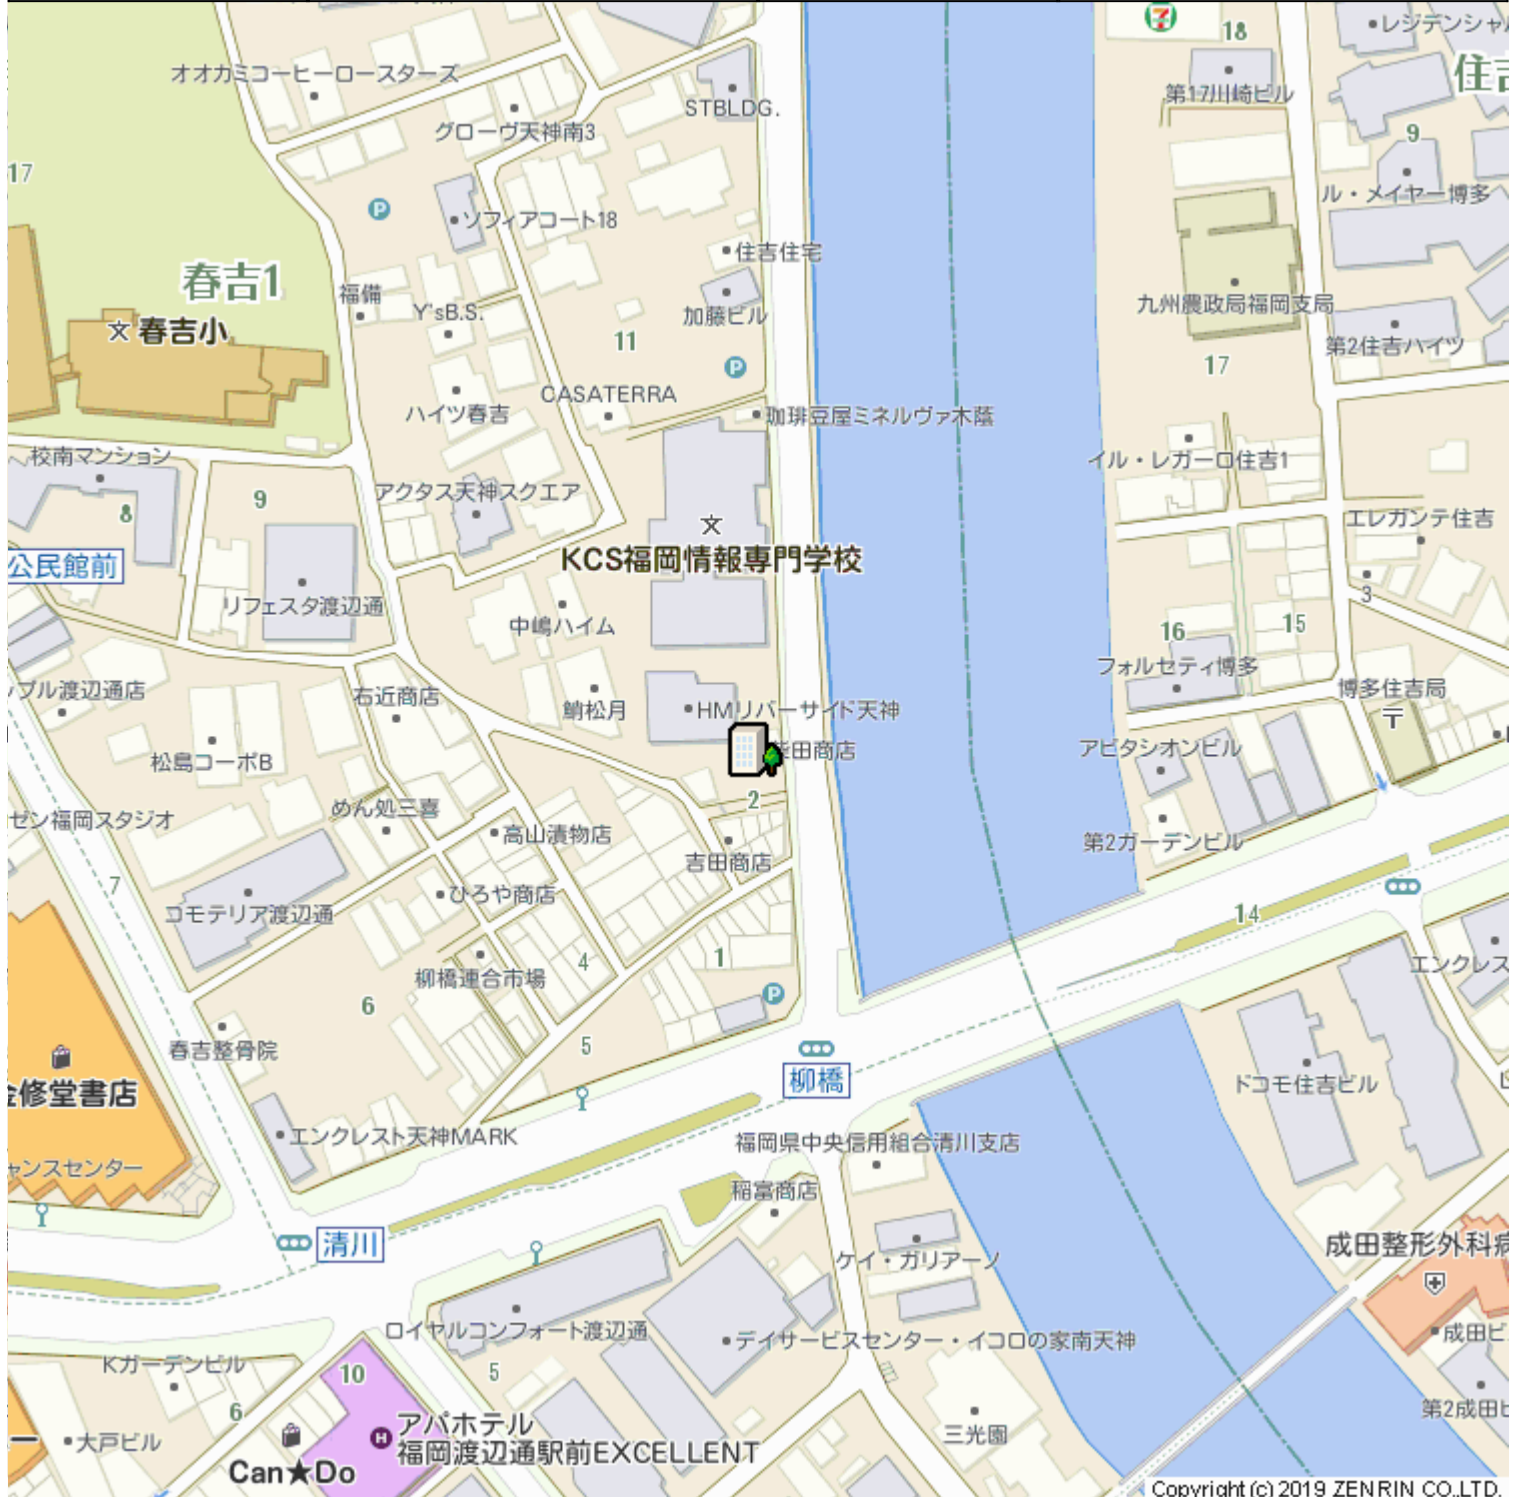 レジデンシャ
18
住吉
オオカミコーヒーロースターズ
第17川崎ビル
STBLDG.
グローヴ天神南3
9
17
ル・メイヤー博多
P
ソフィアコート18
住吉住宅
春吉1
福備
Y'sB.S.
加藤ビル
九州農政局福岡支局
春吉小
11
第2住吉ハイツ
P
17
CASATERRA
ハイツ春吉
珈琲豆屋ミネルヴァ木蔭
校南マンション
イル・レガーロ住吉1
アクタス天神スクエア
9
8
エレガンテ住吉
KCS福岡情報専門学校
公民館前
3
リフェスタ渡辺通
中嶋ハイム
16
15
フォルセティ博多
プル渡辺通店
右近商店
鮹松月
HMリバーサイド天神
博多住吉局
〒
柴田商店
アビタシオンビル
松島コーポB
2
めん処三喜
ゼン福岡スタジオ
高山漬物店
第2ガーデンビル
吉田商店
7
ひろや商店
コモテリア渡辺通
14
1
4
柳橋連合市場
エンクレス
P
6
5
春吉整骨院
柳橋
ドコモ住吉ビル
金修堂書店
エンクレスト天神MARK
福岡県中央信用組合清川支店
ャンスセンター
稲富商店
清川
成田整形外科病
ケイ・ガリアーノ
ロイヤルコンフォート渡辺通
デイサービスセンター・イコロの家南天神
成田ビ
Kガーデンビル
10
5
6
第2成田ビ
アパホテル
福岡渡辺通駅前EXCELLENT
H
大戸ビル
三光園
Can★Do
Copyright(c) 2019 ZENRIN CO.,LTD.